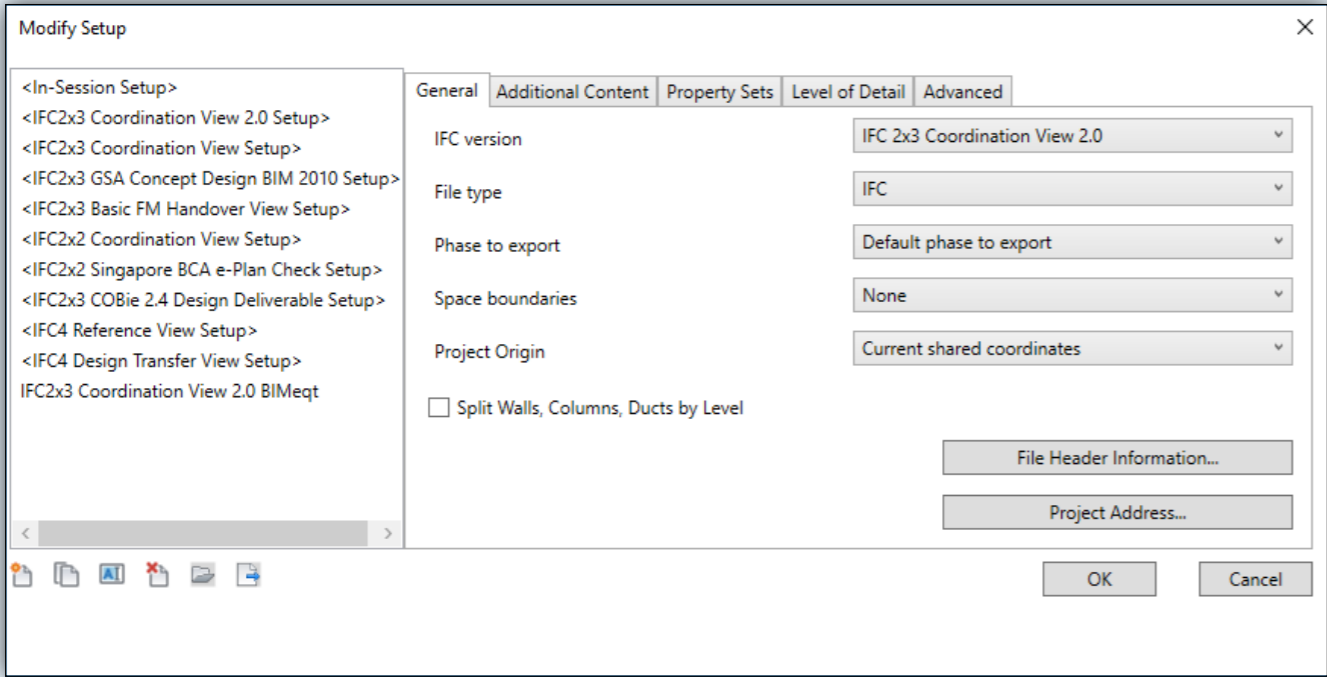 Modify Setup
<In-Session Setup>
<IFC2x3 Coordination View 2.0 Setup>
<IFC2x3 Coordination View Setup>
<IFC2x3 GSA Concept Design BIM 2010 Setup>
<IFC2x3 Basic FM Handover View Setup>
<IFC2x2 Coordination View Setup>
<IFC2x2 Singapore BCA e-Plan Check Setup>
<IFC2x3 COBie 2.4 Design Deliverable Setup>
<IFC4 Reference View Setup>
<IFC4 Design Transfer View Setup>
IFC2x3 Coordination View 2.0 BIMeqt
General Additional Content Property Sets Level of Detail Advanced
IFC version IFC 2x3 Coordination View 2.0
File type IFC
Phase to export Default phase to export
Space boundaries None
Project Origin Current shared coordinates
Split Walls, Columns, Ducts by Level
File Header Information...
Project Address...
AI
OK Cancel